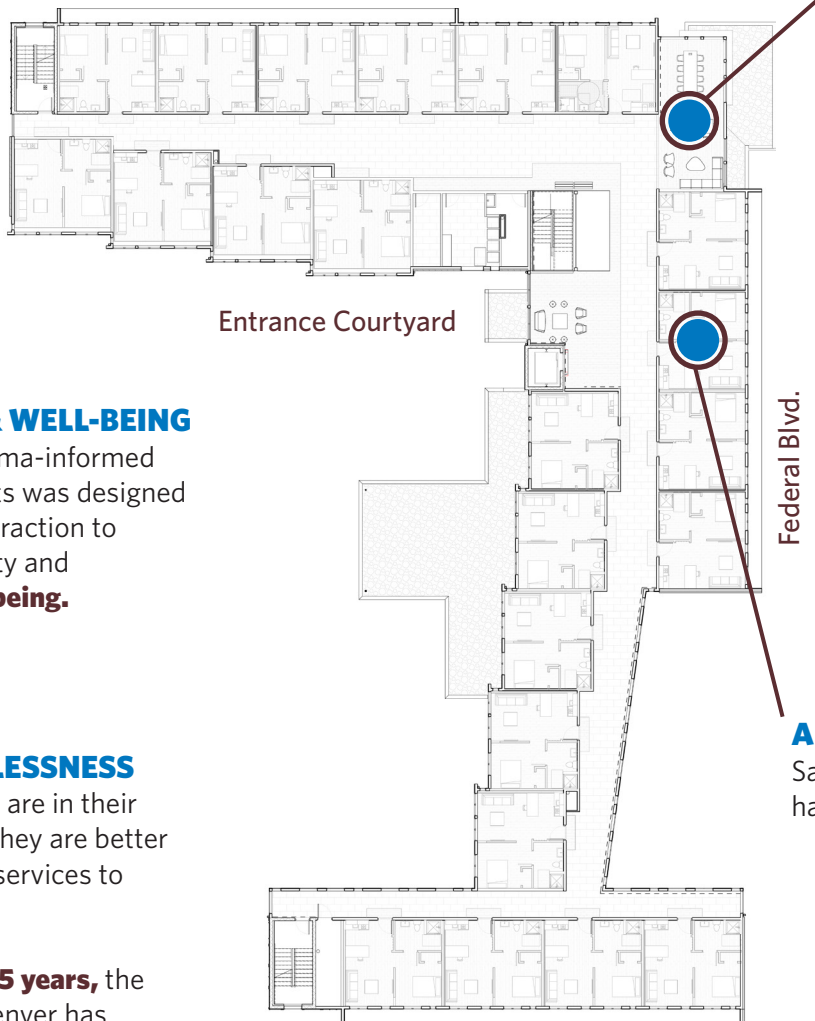 Entrance Courtyard
Federal Blvd.
WELL-BEING
ma-informed
ts was designed
raction to
ty and
being.
LESSNESS
are in their
they are better
services to
5 years, the
enver has
A
Sa
ha